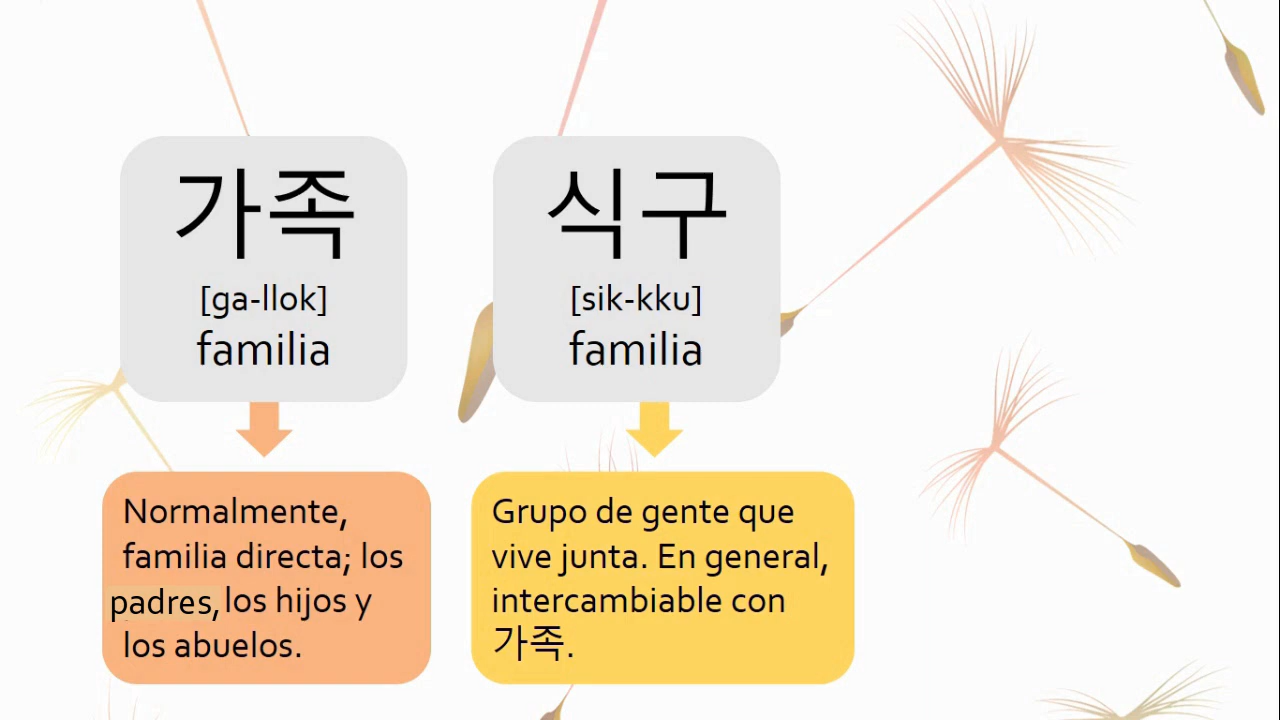 가족
[ga-llok]
familia
Normalmente,
familia directa; los
padres, los hijos y
los abuelos.
식구
[sik-kku]
familia
Grupo de gente que
vive junta. En general,
intercambiable con
가족.